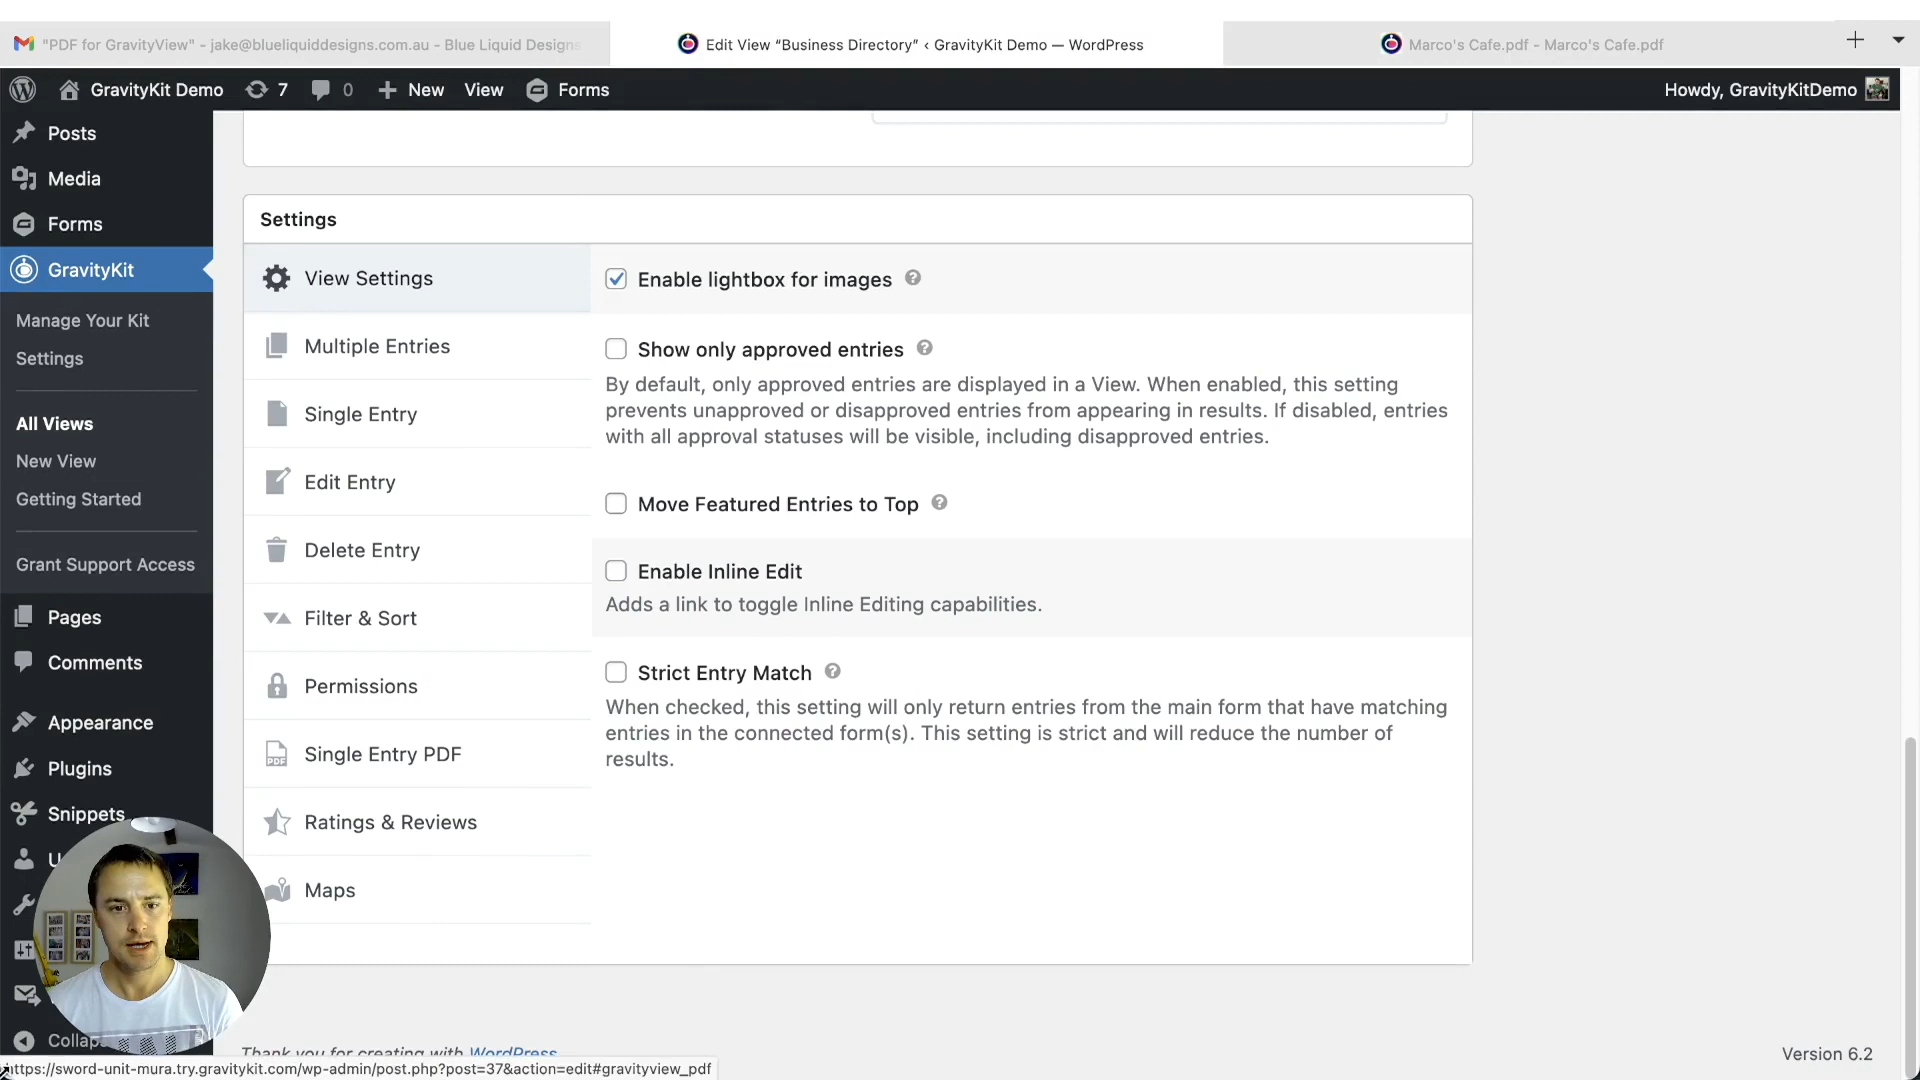 "PDF for GravityView" - jake@blueliquiddesigns.com.au - Blue Liquid Designs
Edit View “Business Directory” ‹ GravityKit Demo — WordPress
Marco's Cafe.pdf - Marco's Cafe.pdf
GravityKit Demo
7
0
New
View
Forms
Howdy, GravityKitDemo
Posts
Media
Forms
GravityKit
Manage Your Kit
Settings
All Views
New View
Getting Started
Grant Support Access
Pages
Comments
Appearance
Plugins
Snippets
Settings
View Settings
Multiple Entries
Single Entry
Edit Entry
Delete Entry
Filter & Sort
Permissions
Single Entry PDF
Ratings & Reviews
Maps
Enable lightbox for images
Show only approved entries
By default, only approved entries are displayed in a View. When enabled, this setting
prevents unapproved or disapproved entries from appearing in results. If disabled, entries
with all approval statuses will be visible, including disapproved entries.
Move Featured Entries to Top
Enable Inline Edit
Adds a link to toggle Inline Editing capabilities.
Strict Entry Match
When checked, this setting will only return entries from the main form that have matching
entries in the connected form(s). This setting is strict and will reduce the number of
results.
Thank you for creating with WordPress
Version 6.2
https://sword-unit-mura.try.gravitykit.com/wp-admin/post.php?post=37&action=edit#gravityview_pdf